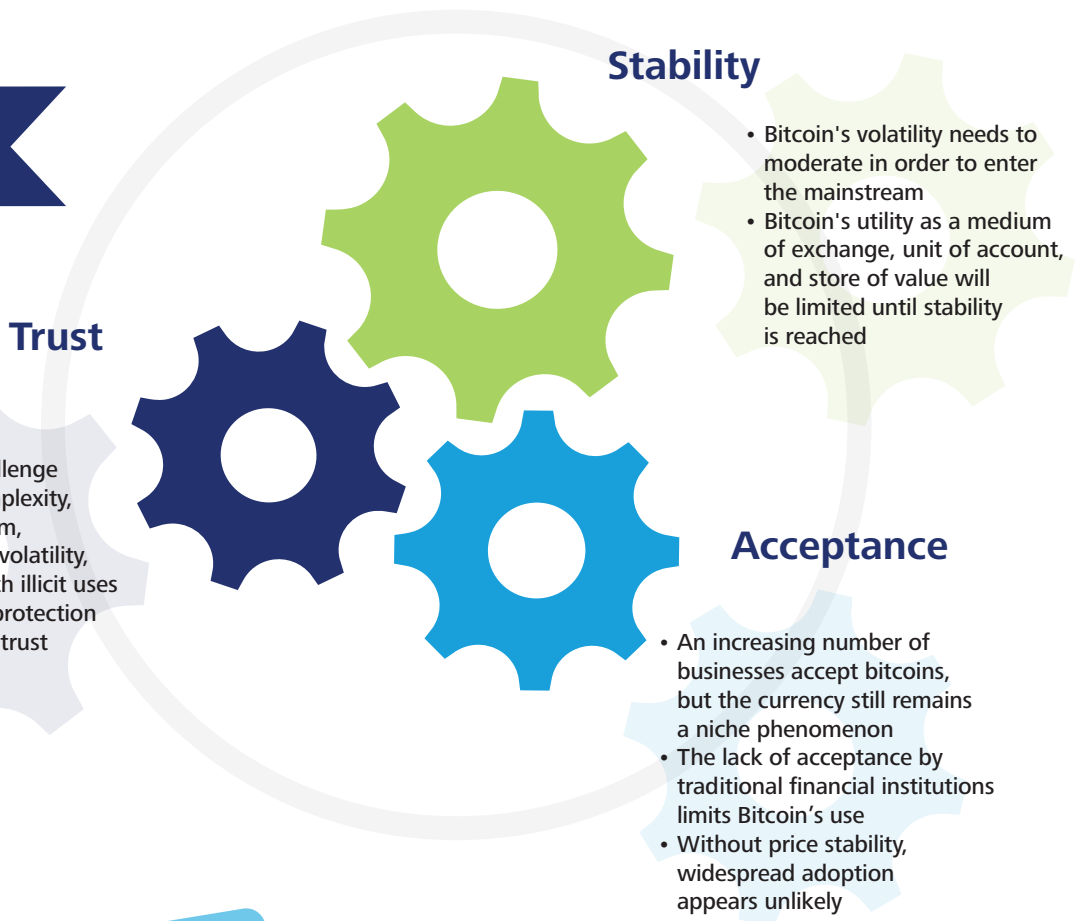 Stability
• Bitcoin's volatility needs to
moderate in order to enter
the mainstream
• Bitcoin's utility as a medium
of exchange, unit of account,
and store of value will
be limited until stability
is reached
Trust
volatility,
illicit uses
protection
trust
Acceptance
• An increasing number of
businesses accept bitcoins,
but the currency still remains
a niche phenomenon
• The lack of acceptance by
traditional financial institutions
limits Bitcoin’s use
• Without price stability,
widespread adoption
appears unlikely